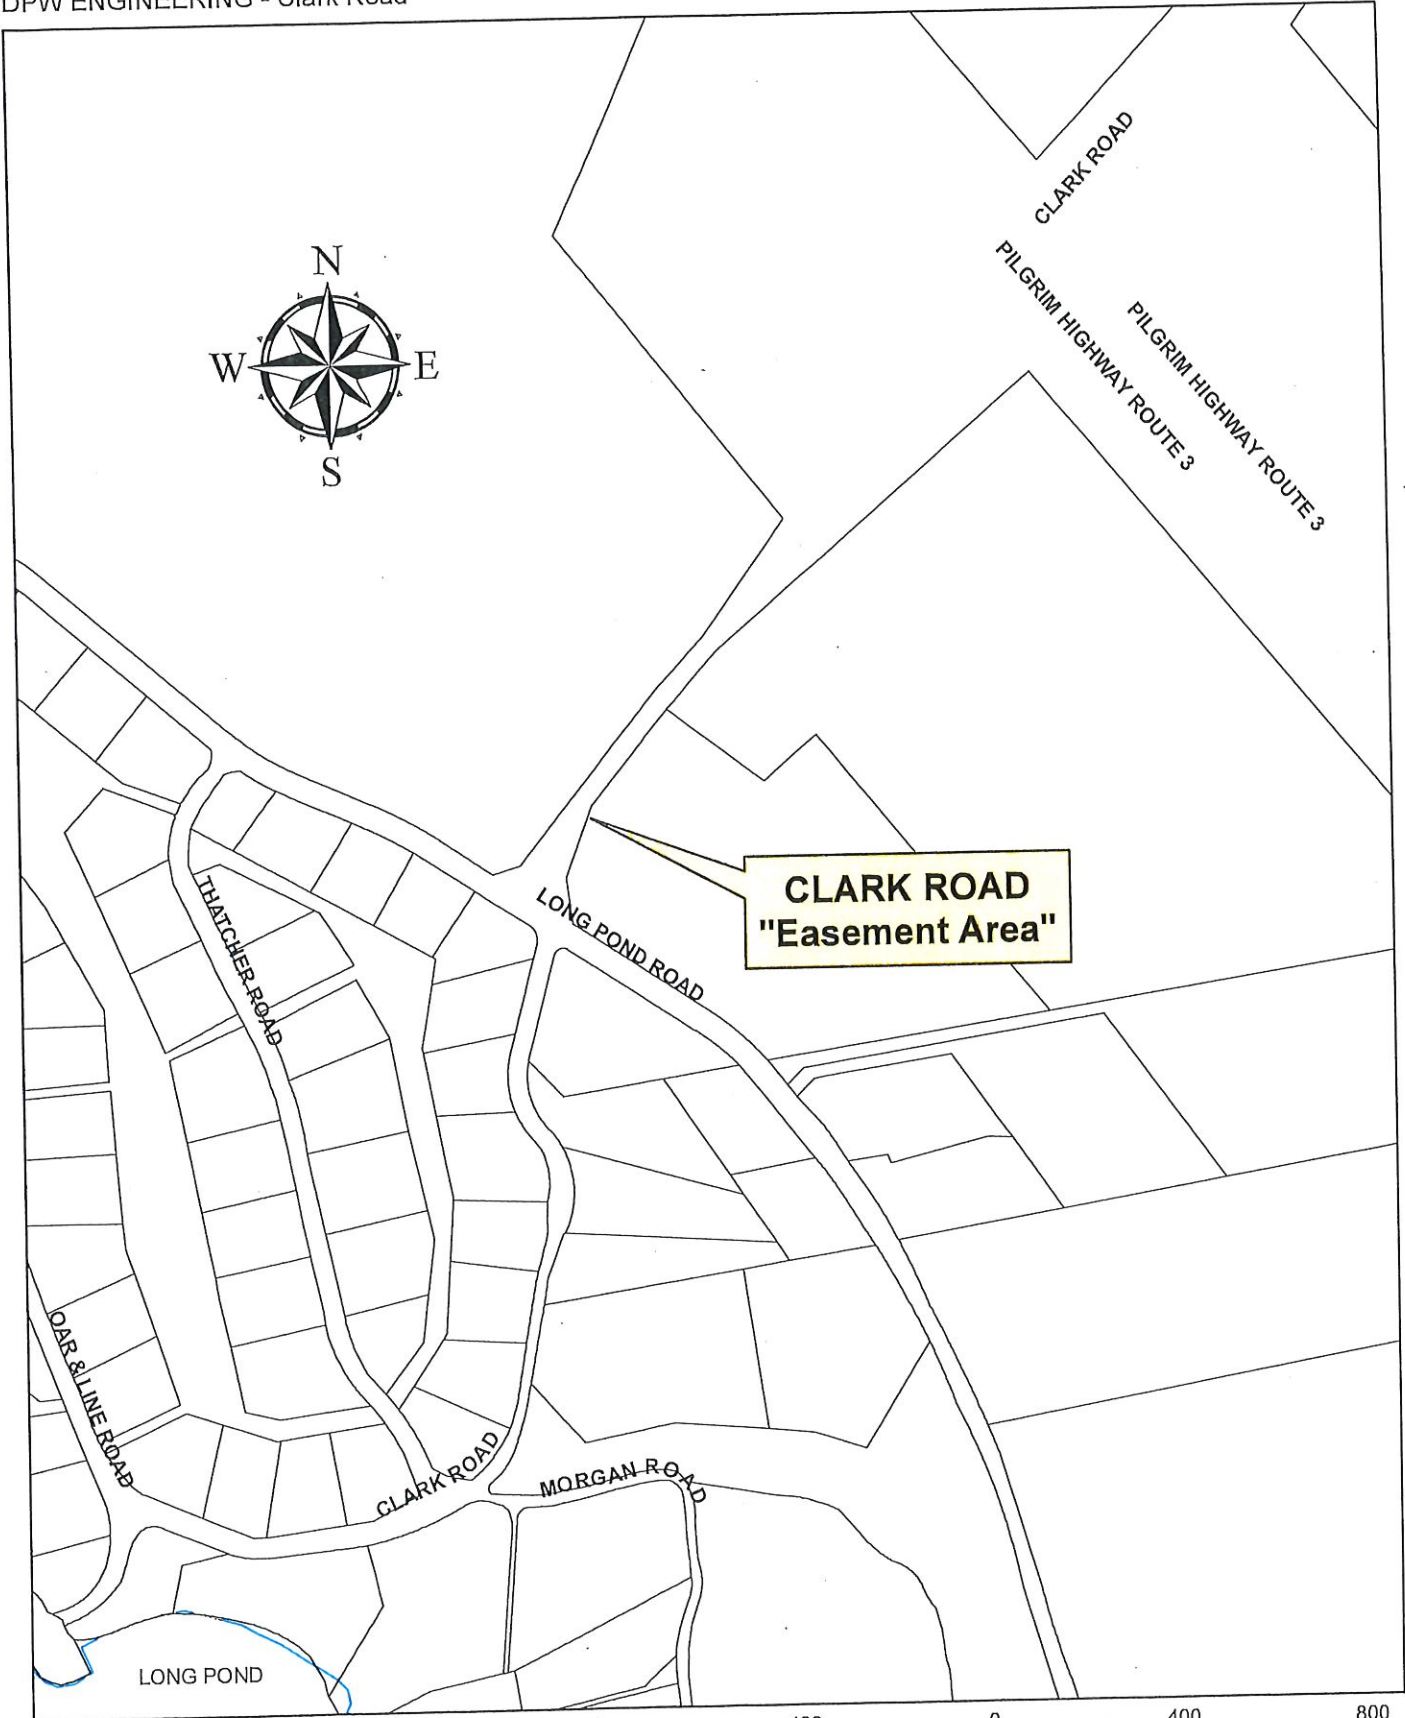 DPW ENGINEERING - Clark Road
CLARK ROAD
PILGRIM HIGHWAY ROUTE 3
PILGRIM HIGHWAY ROUTE 3
N
W
E
S
CLARK ROAD
"Easement Area"
LONG POND ROAD
THATCHER ROAD
OAR & LINE ROAD
CLARK ROAD
MORGAN ROAD
LONG POND
400
0
400
800